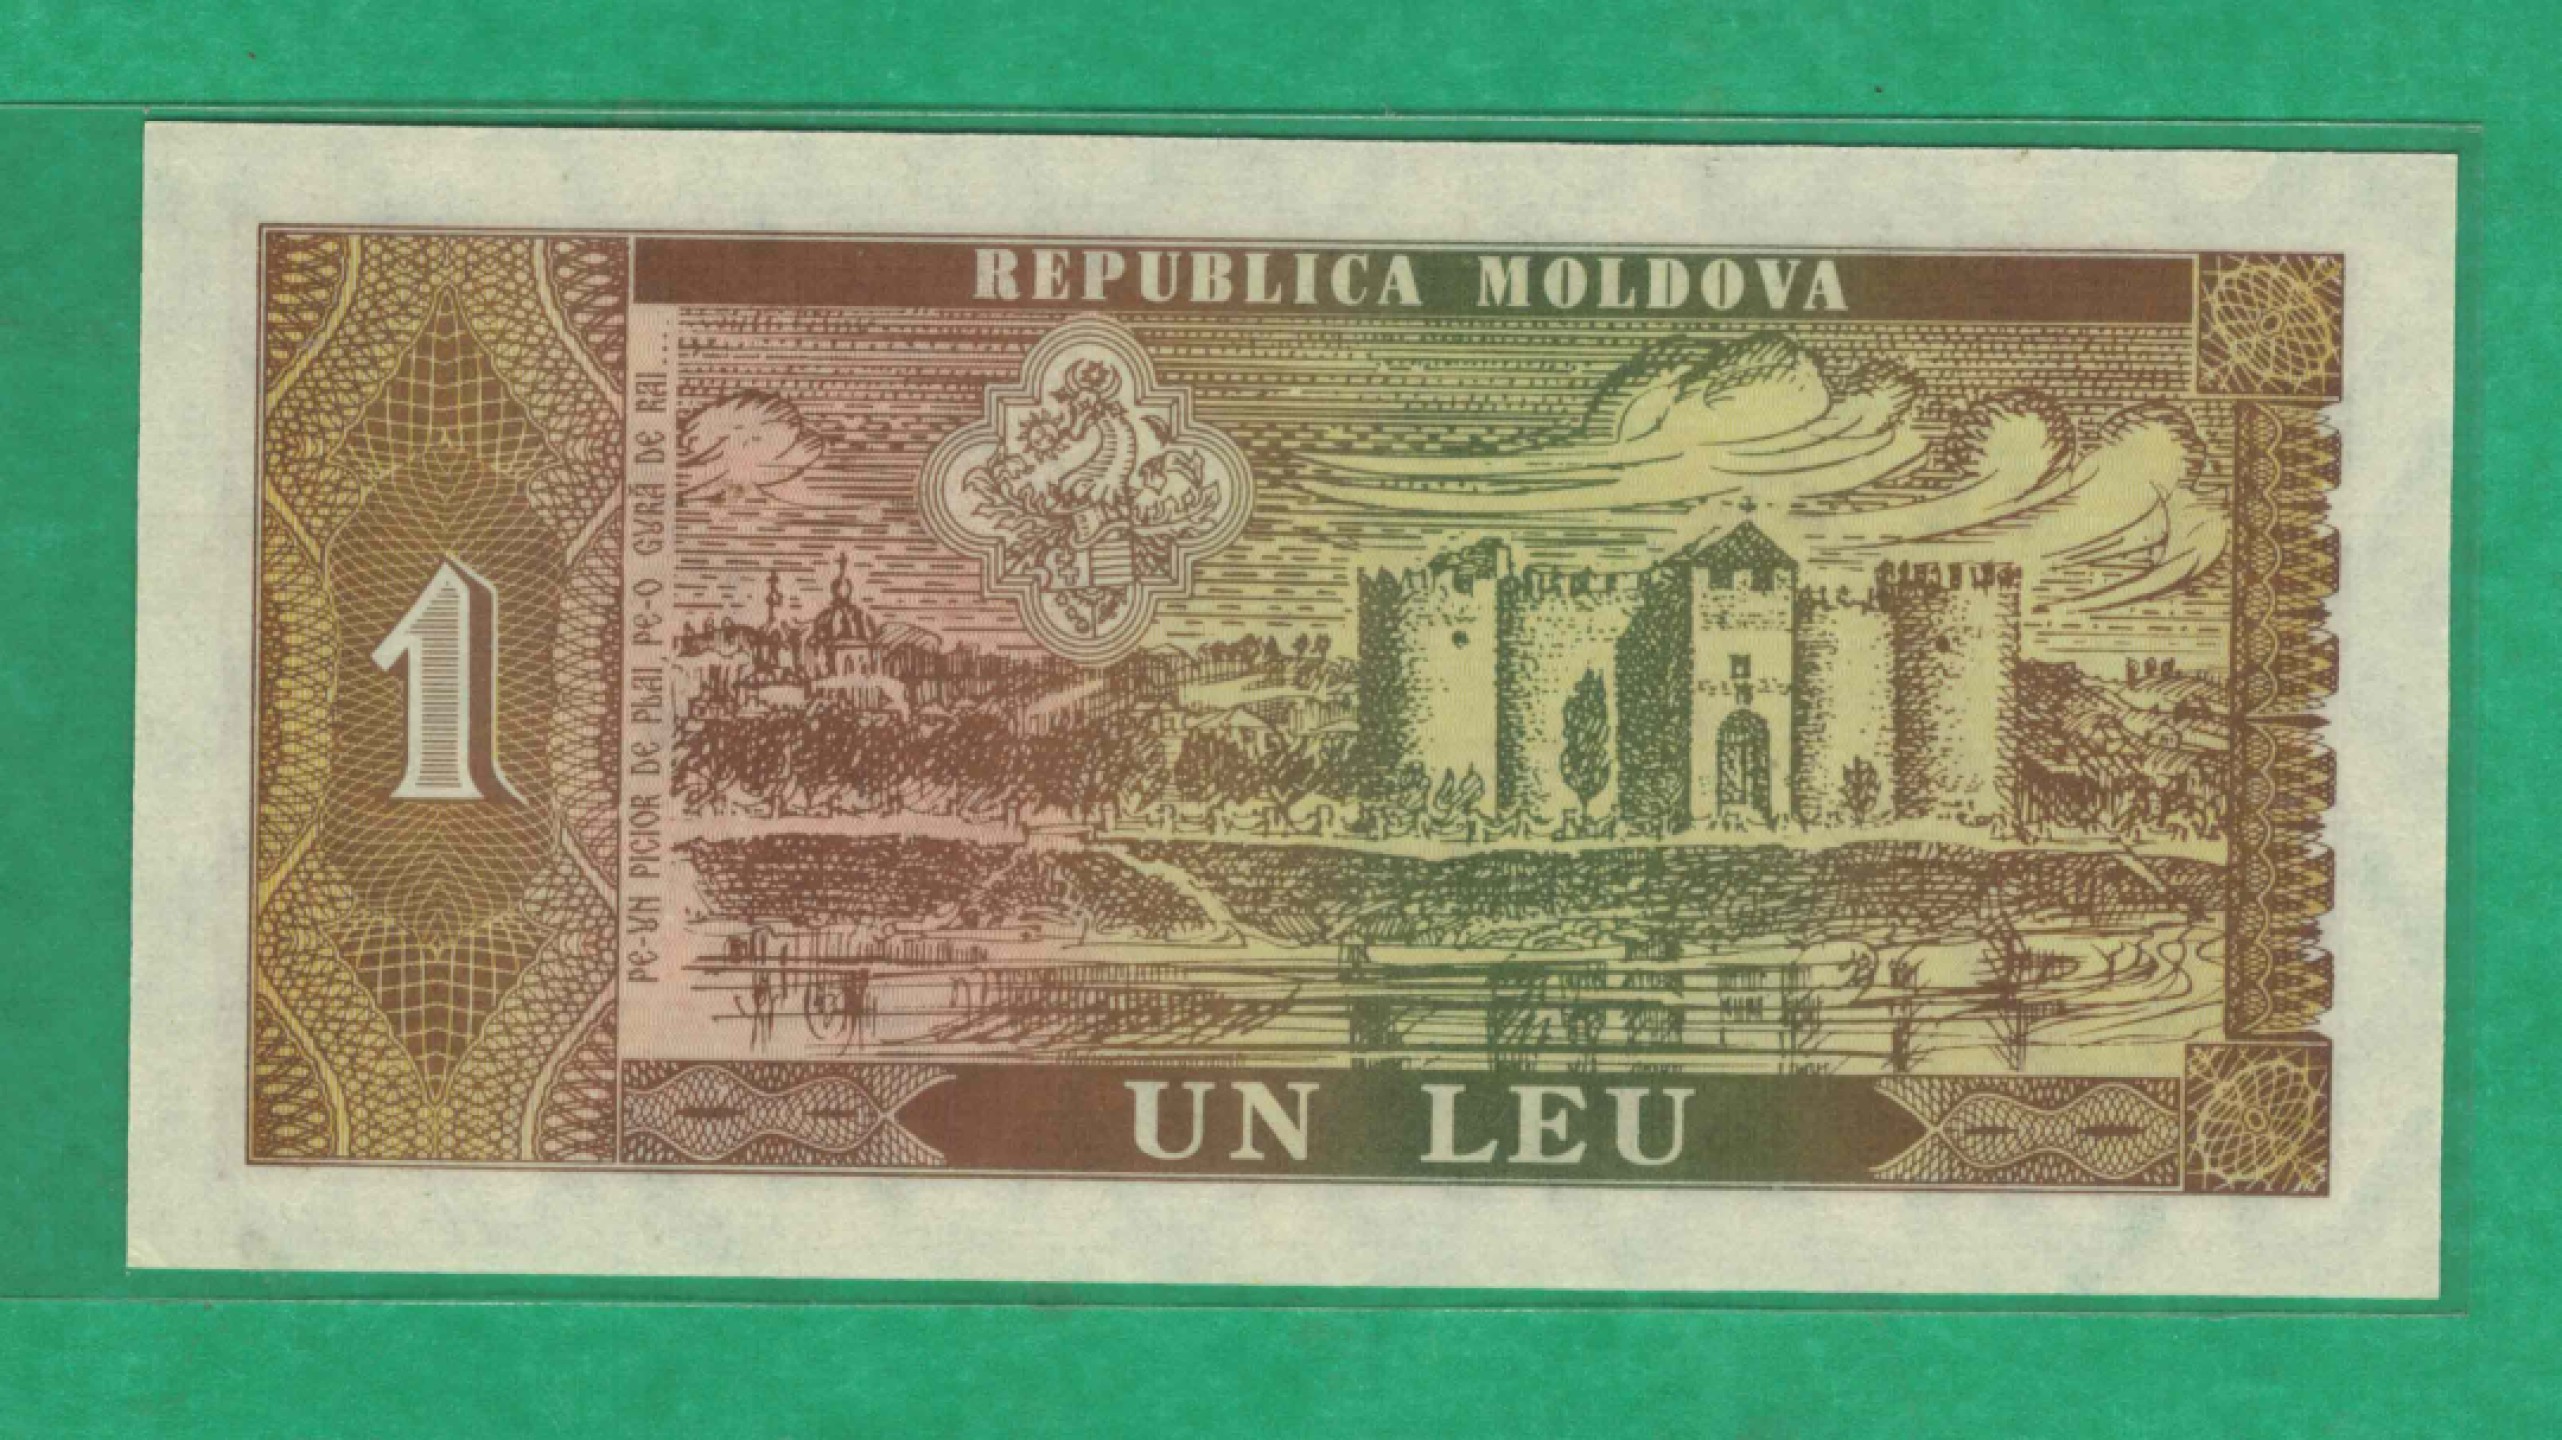 REPUBLICA MOLDOVA
1
PE-UN PICIOR DE PLAI, PE-O GURĂ DE RAI...
UN LEU